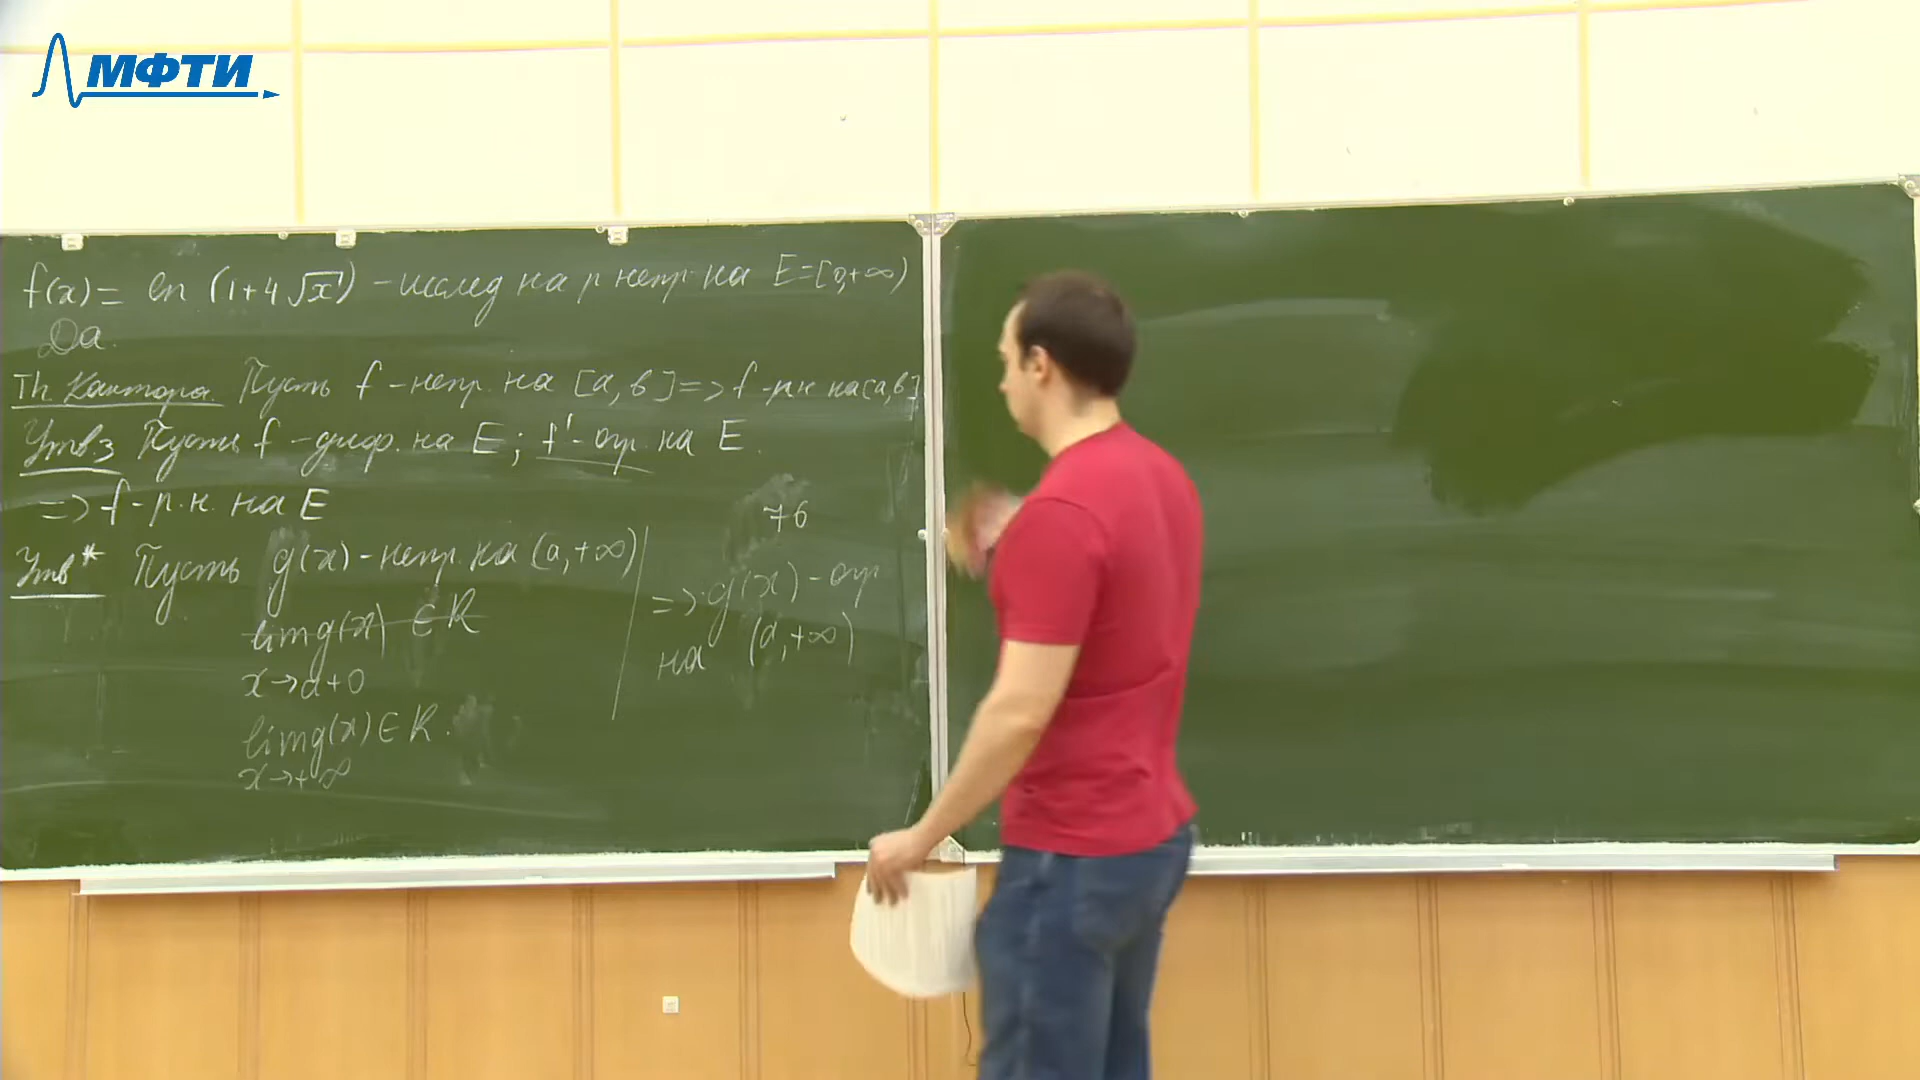 МФТИ
f(x) = ln (1+4√x) - исслед на р непр. на E=[0,+∞)
Да.
Th. Кантора. Пусть f - непр. на [a, b] => f - р.н. на [a, b]
Утв.3 Пусть f - диф. на E; f' - огр. на E.
=> f - р.н. на E
76
Утв* Пусть g(x) - непр. на (a, +∞)
lim g(x) ∈ R
x → a+0
lim g(x) ∈ R.
x → +∞
=> g(x) - огр
на (a, +∞)